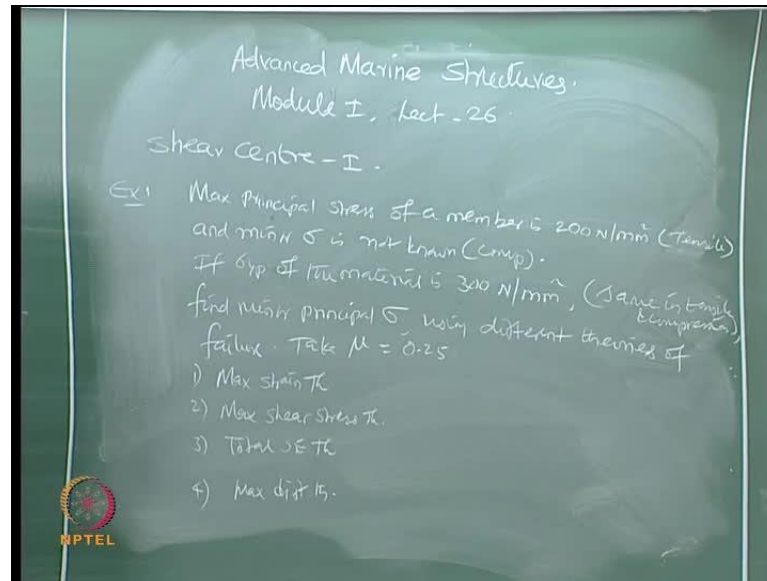 Advanced Marine Structures.
Module I, Lect - 26.
Shear Centre - I.
Ex1 Max Principal stress of a member is 200 N/mm² (Tensile)
and minor σ is not known (comp).
If σyp of the material is 300 N/mm², (same in tensile & compression),
find minor principal σ using different theories of
failure. Take μ = 0.25
1) Max strain Th
2) Max shear stress Th.
3) Total SE Th
4) Max dist Th.
NPTEL